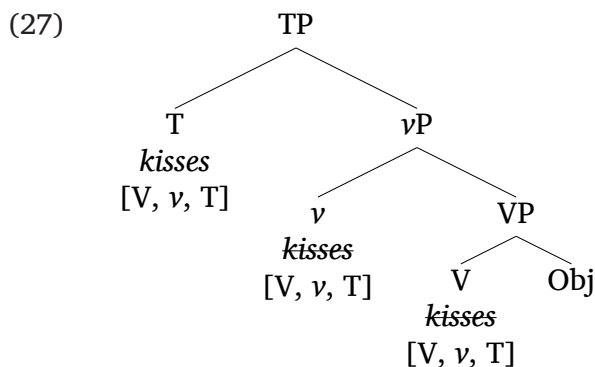 (27) TP
T vP
kisses
[V, v, T]
v VP
kisses
[V, v, T]
V Obj
kisses
[V, v, T]